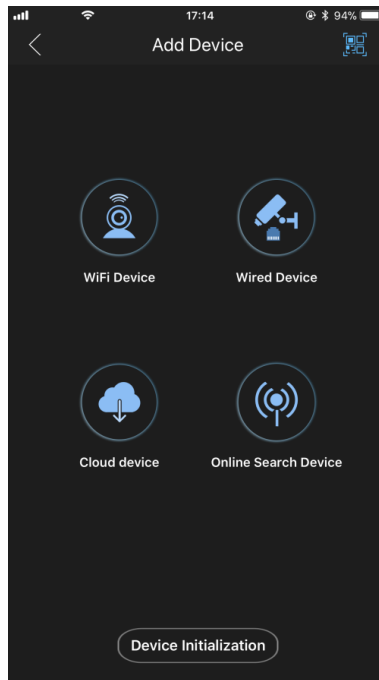 17:14
94%
Add Device
WiFi Device
Wired Device
Cloud device
Online Search Device
Device Initialization